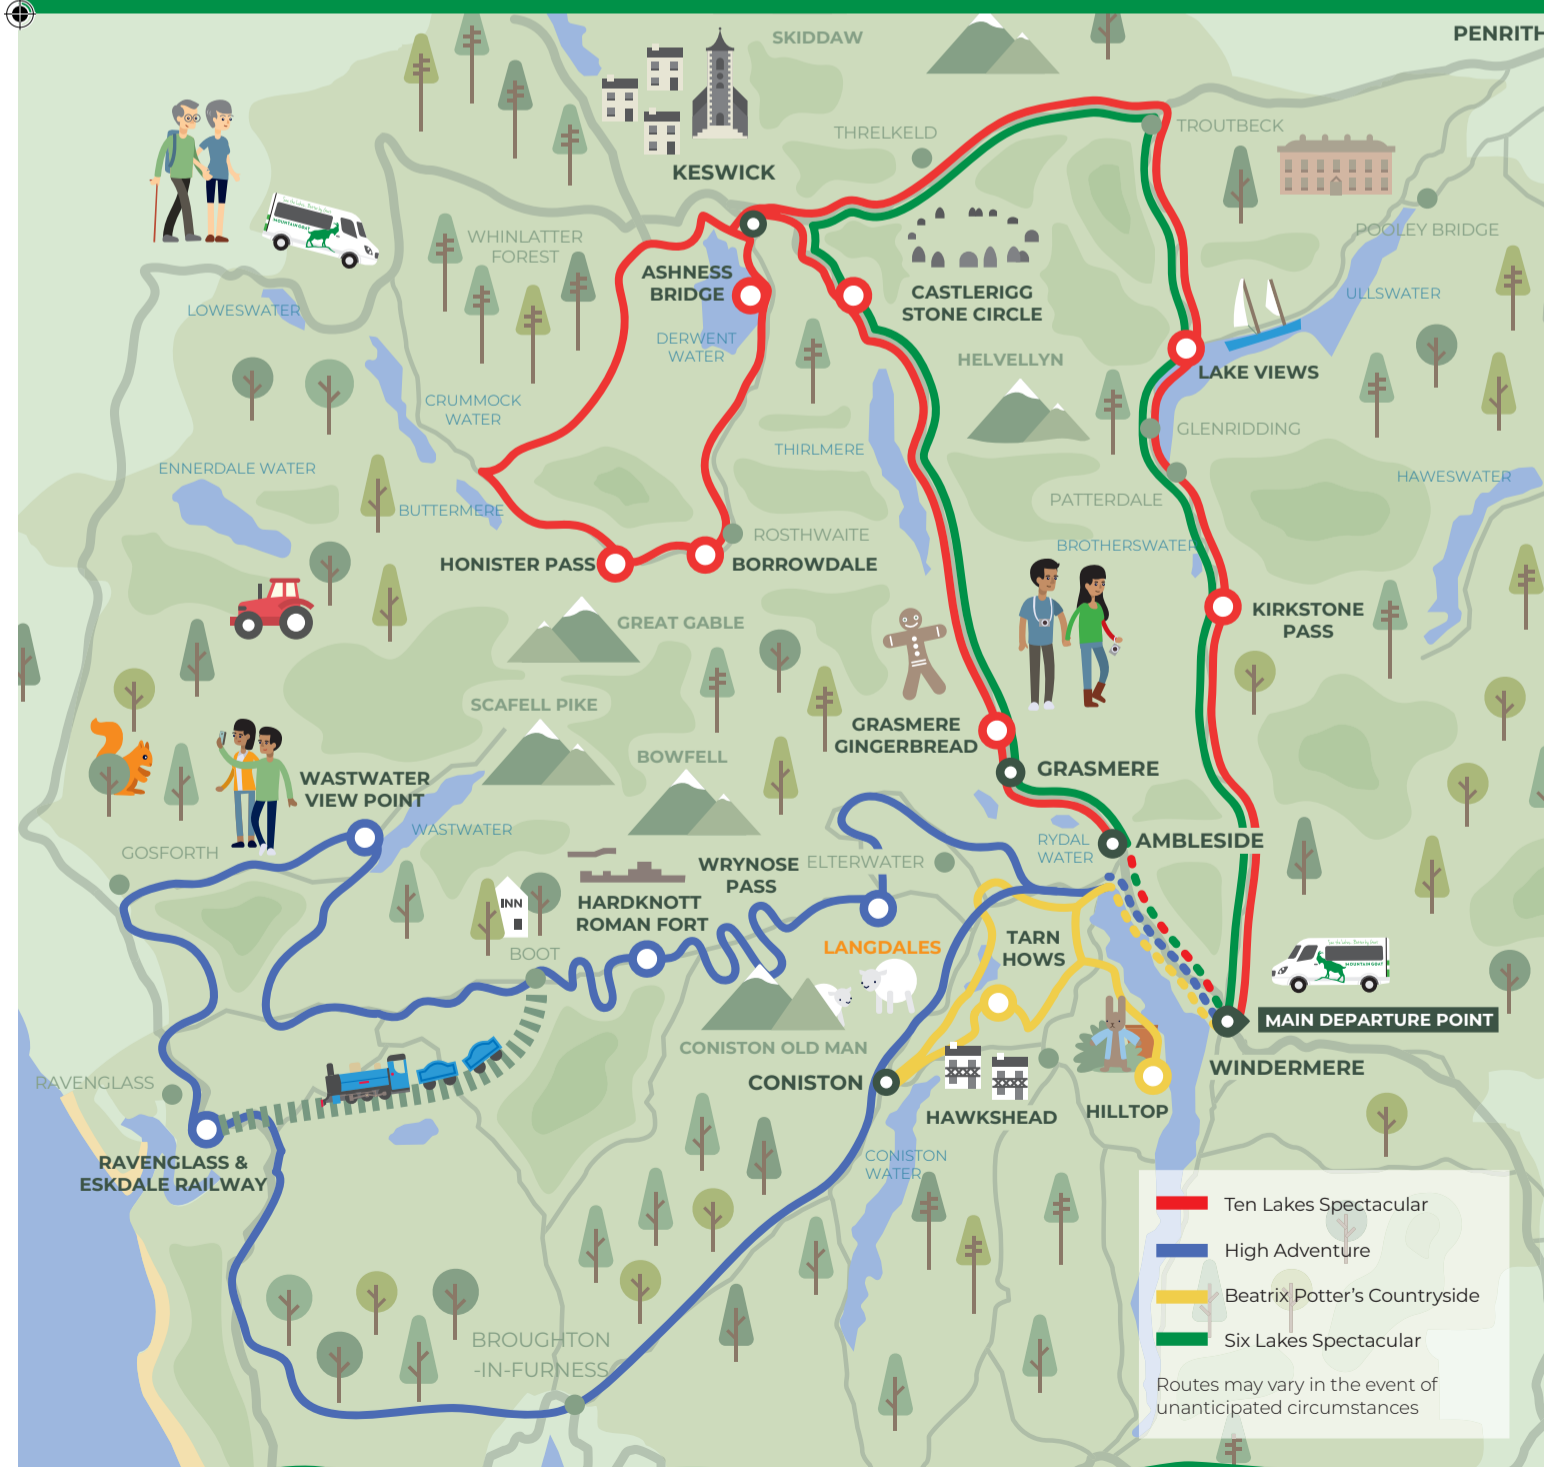 SKIDDAW
PENRITH
THRELKELD
TROUTBECK
KESWICK
POOLEY BRIDGE
WHINLATTER
FOREST
ASHNESS
BRIDGE
CASTLERIGG
STONE CIRCLE
ULLSWATER
LOWESWATER
DERWENT
WATER
HELVELLYN
LAKE VIEWS
CRUMMOCK
WATER
GLENRIDDING
THIRLMERE
ENNERDALE WATER
HAWESWATER
PATTERDALE
BUTTERMERE
ROSTHWAITE
BROTHERSWATER
HONISTER PASS
BORROWDALE
KIRKSTONE
PASS
GREAT GABLE
SCAFELL PIKE
GRASMERE
GINGERBREAD
BOWFELL
GRASMERE
WASTWATER
VIEW POINT
WASTWATER
RYDAL
WATER
AMBLESIDE
GOSFORTH
WRYNOSE
PASS
ELTERWATER
HARDKNOTT
ROMAN FORT
INN
TARN
HOWS
LANGDALES
BOOT
MOUNTAIN GOAT
MOUNTAIN GOAT
MAIN DEPARTURE POINT
CONISTON OLD MAN
WINDERMERE
RAVENGLASS
CONISTON
HAWKSHEAD
HILLTOP
RAVENGLASS &
ESKDALE RAILWAY
CONISTON
WATER
Ten Lakes Spectacular
High Adventure
Beatrix Potter's Countryside
Six Lakes Spectacular
Routes may vary in the event of
unanticipated circumstances
BROUGHTON
-IN-FURNESS